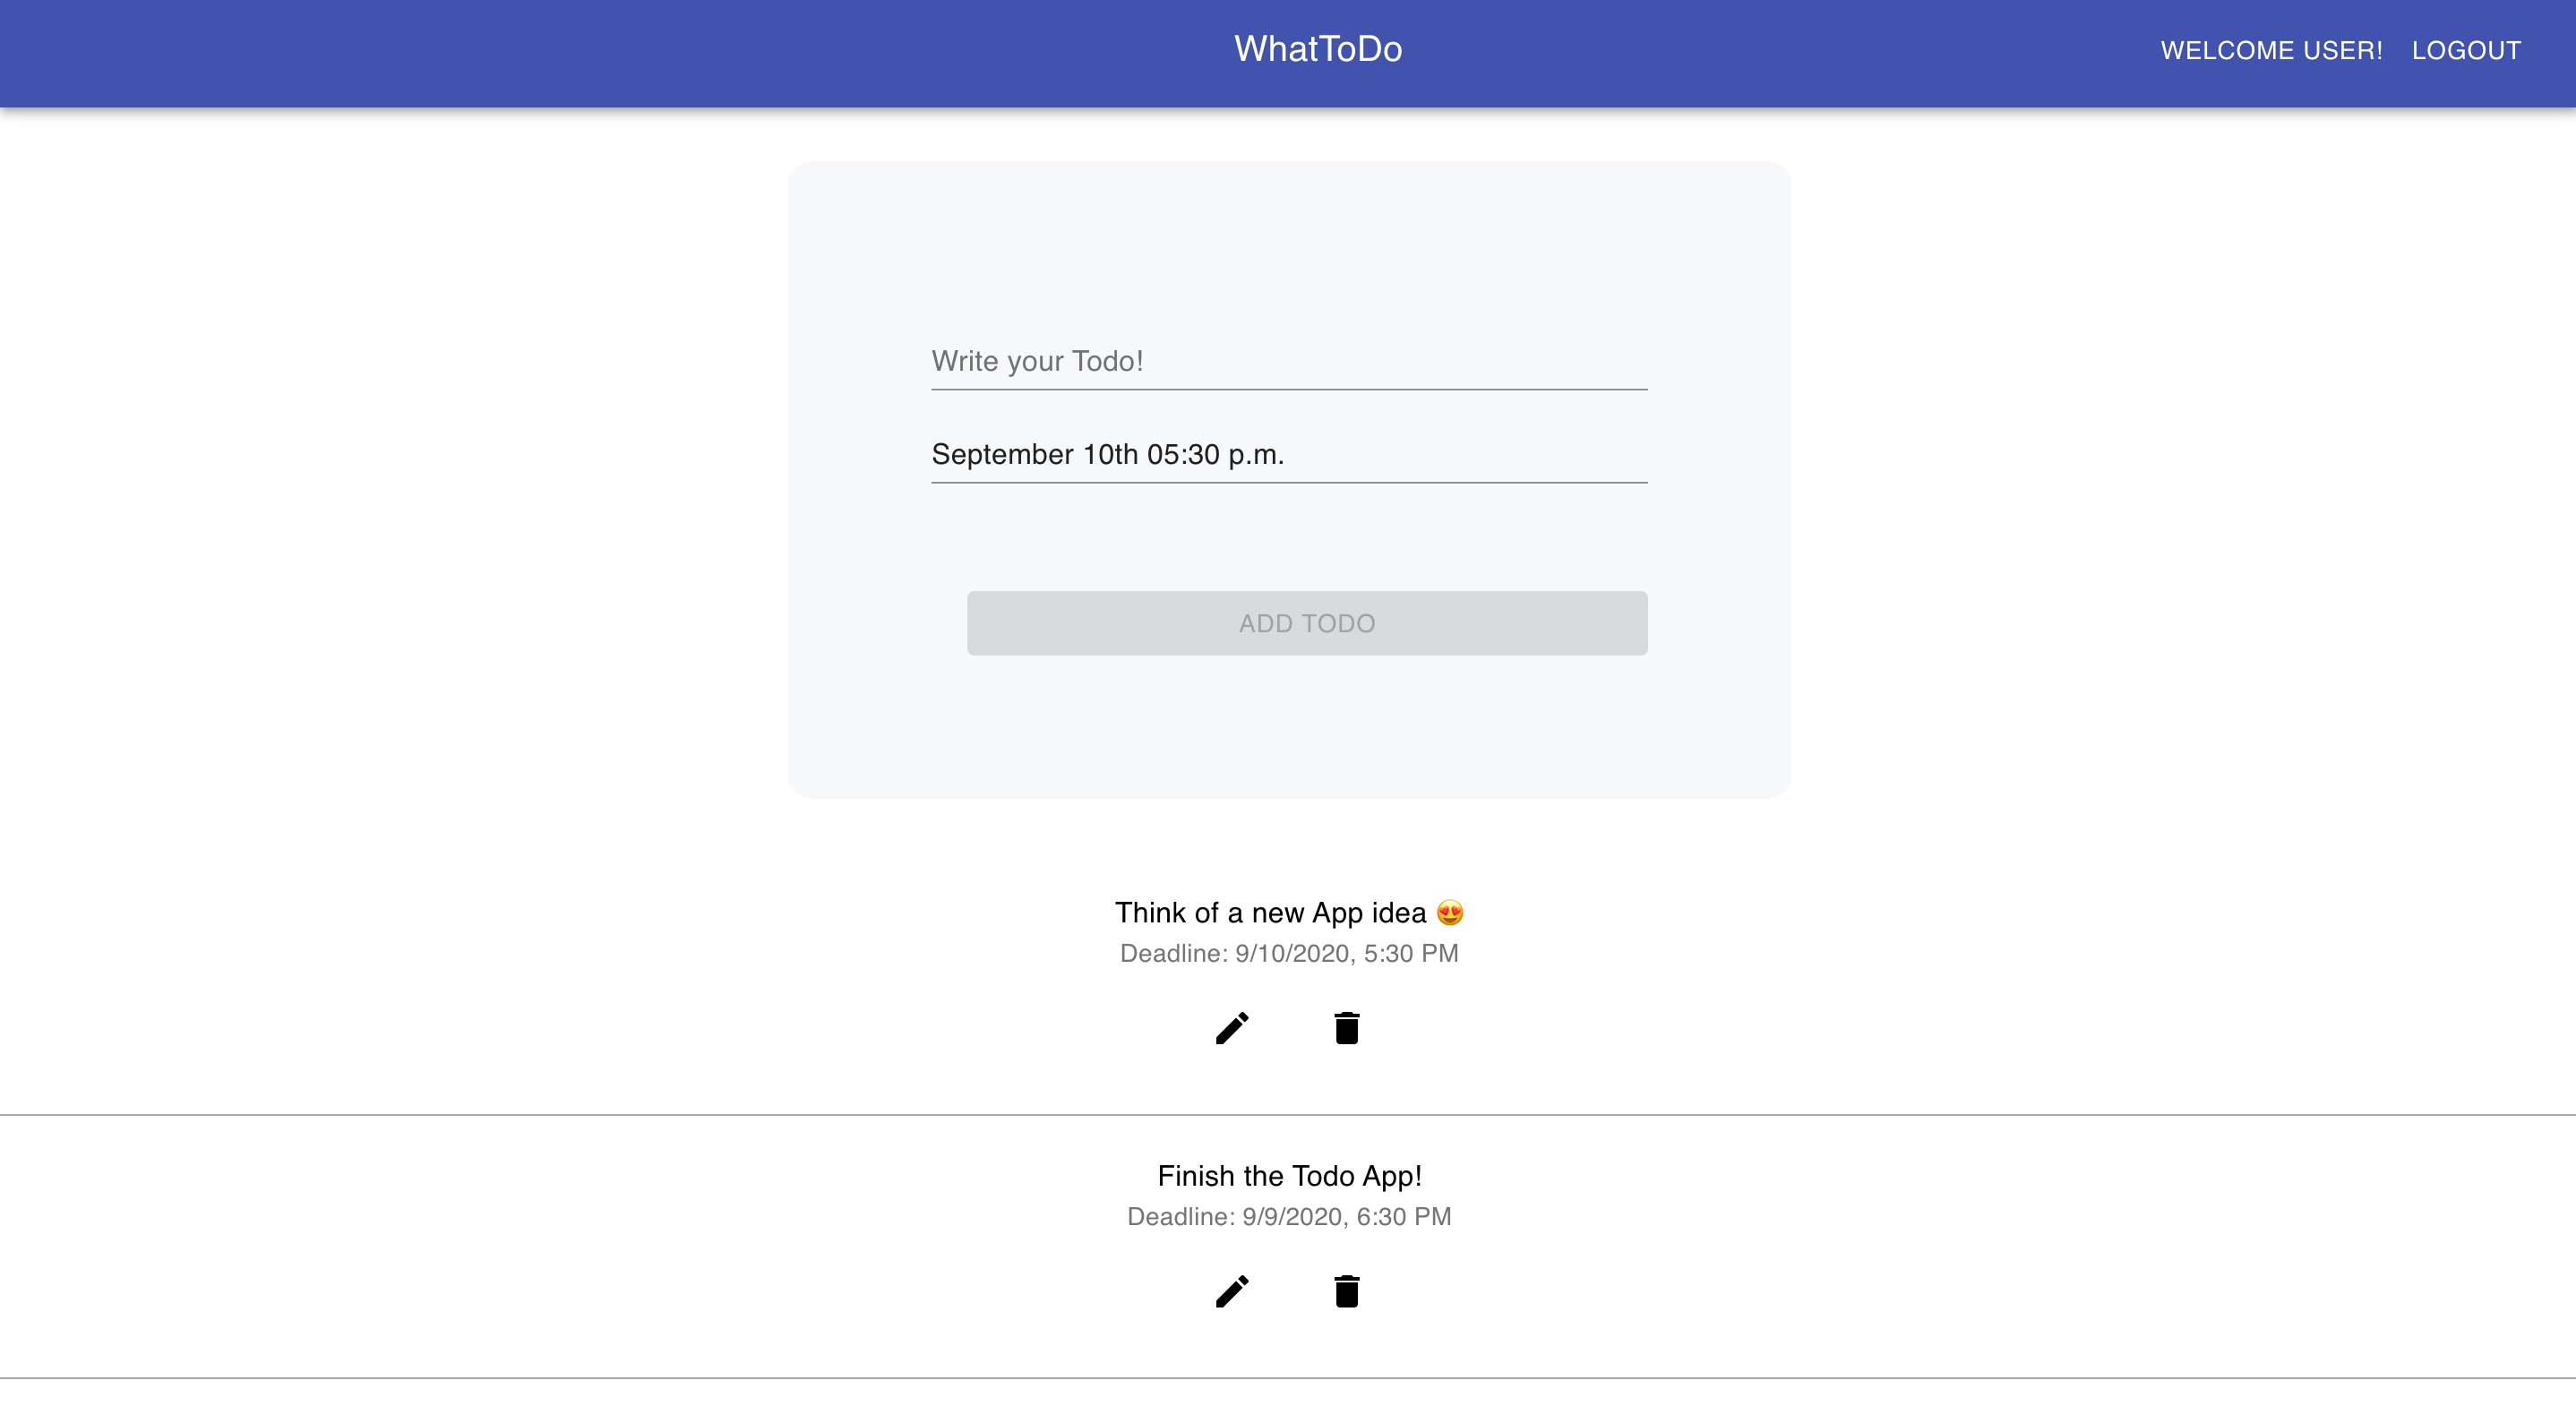 WhatToDo
WELCOME USER! LOGOUT
Write your Todo!
September 10th 05:30 p.m.
ADD TODO
Think of a new App idea 😍
Deadline: 9/10/2020, 5:30 PM
Finish the Todo App!
Deadline: 9/9/2020, 6:30 PM